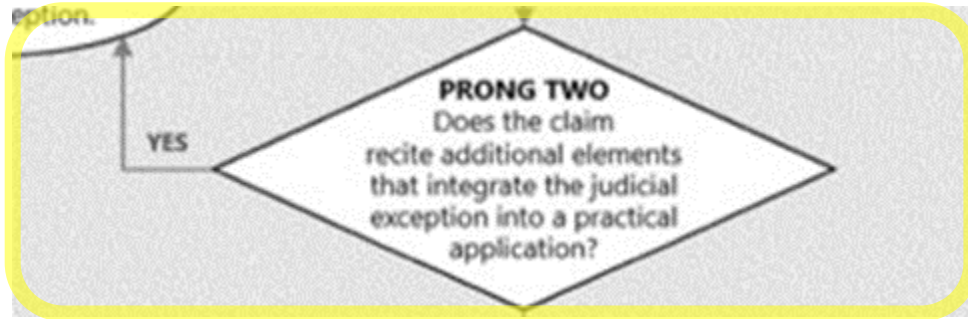 eption.
YES
PRONG TWO
Does the claim
recite additional elements
that integrate the judicial
exception into a practical
application?